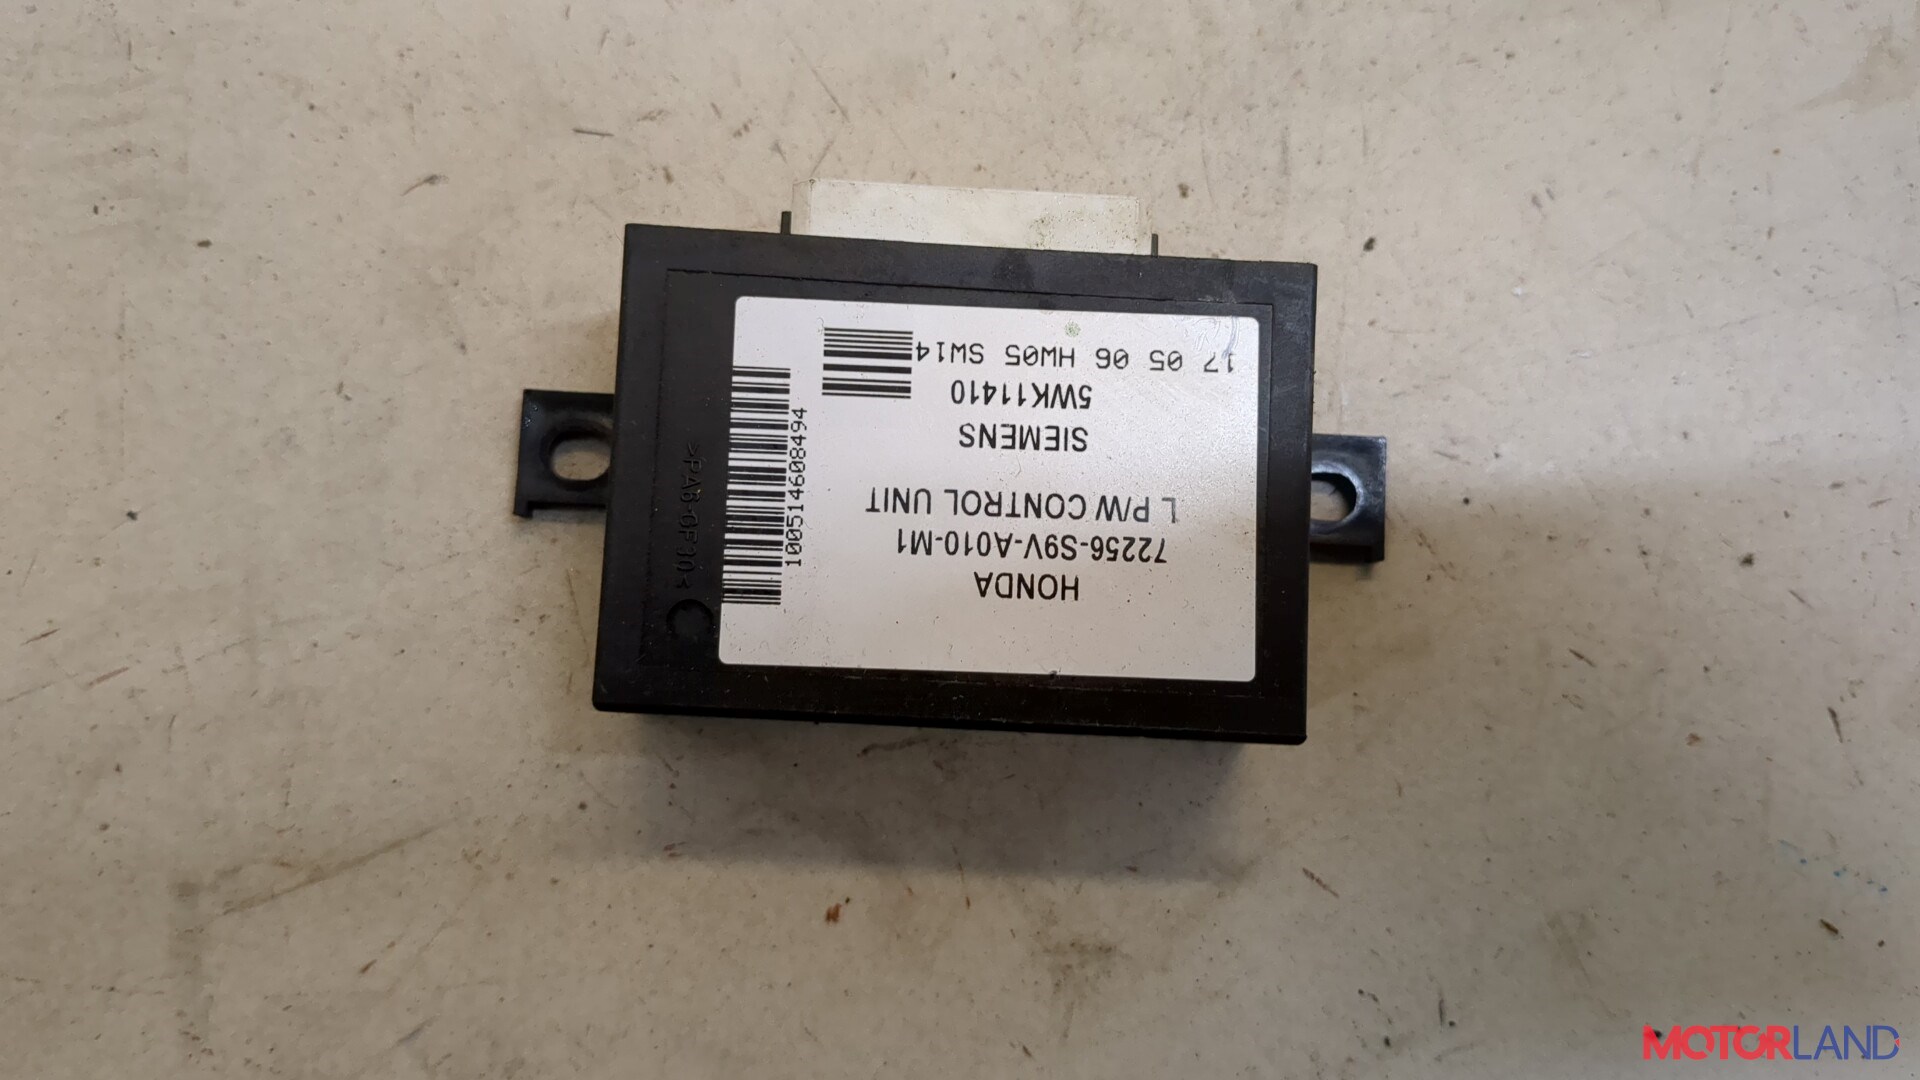 HONDA
72256-S9V-A010-M1
L P/W CONTROL UNIT
SIEMENS
5WK11410
17 05 06 HW05 SW14
100514608494
>PA6-GF30<
MOTORLAND